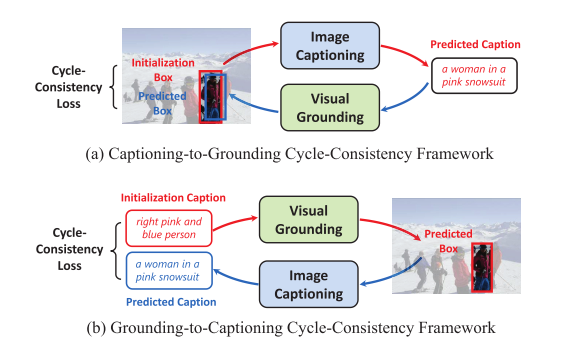 Cycle-
Consistency
Loss
Initialization
Box
Predicted
Box
Image
Captioning
Visual
Grounding
Predicted Caption
a woman in a
pink snowsuit
(a) Captioning-to-Grounding Cycle-Consistency Framework
Cycle-
Consistency
Loss
Initialization Caption
right pink and
blue person
a woman in a
pink snowsuit
Predicted Caption
Visual
Grounding
Image
Captioning
Predicted
Box
(b) Grounding-to-Captioning Cycle-Consistency Framework